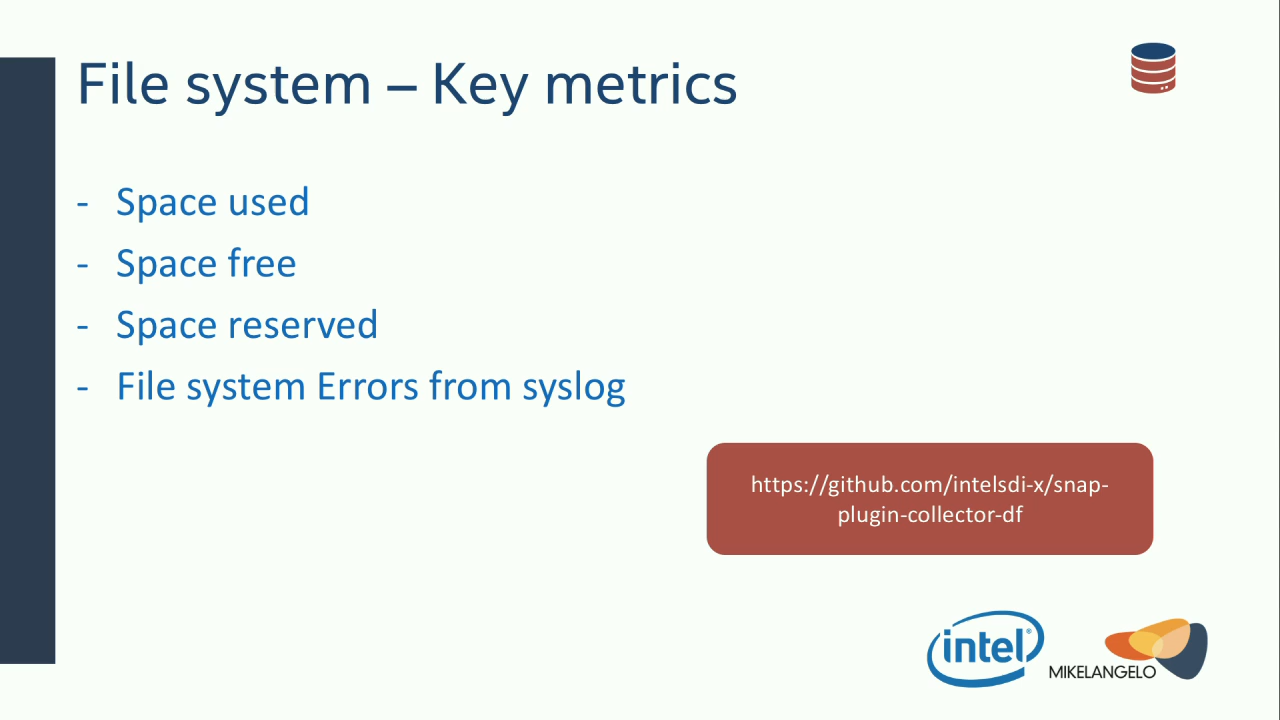 File system – Key metrics
- Space used
- Space free
- Space reserved
- File system Errors from syslog
https://github.com/intelsdi-x/snap-
plugin-collector-df
intel®
MIKELANGELO